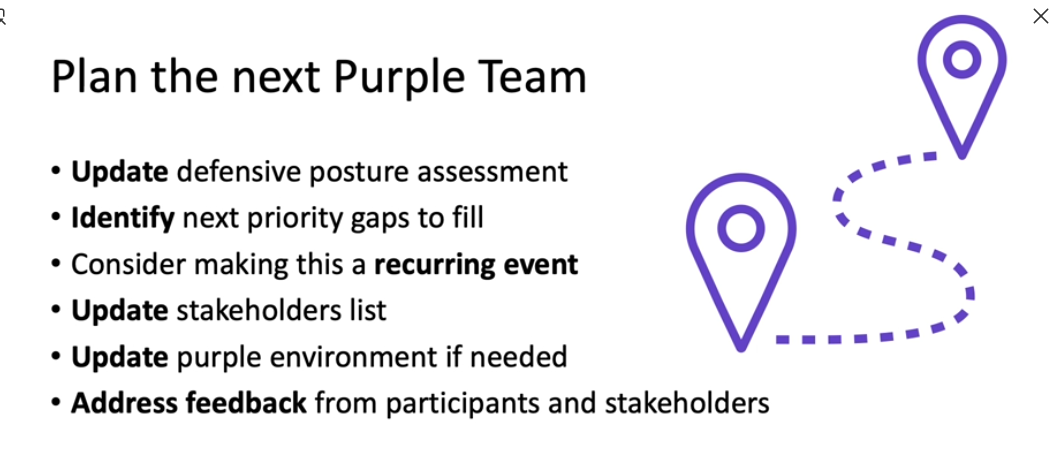 Plan the next Purple Team
• Update defensive posture assessment
• Identify next priority gaps to fill
• Consider making this a recurring event
• Update stakeholders list
• Update purple environment if needed
• Address feedback from participants and stakeholders